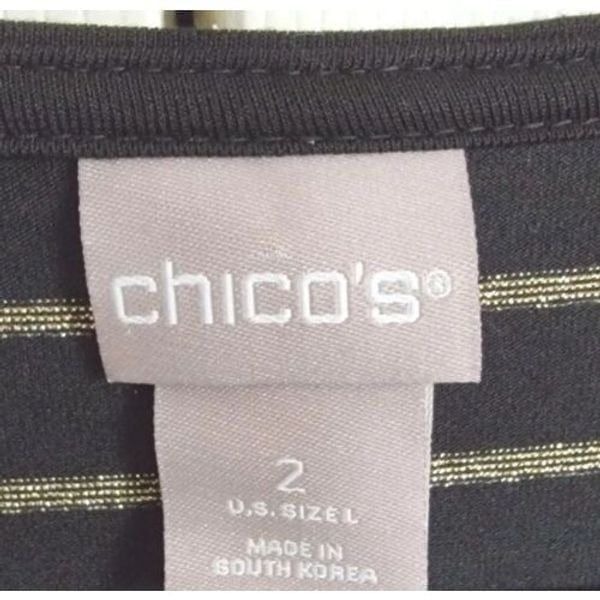 chico's®
2
U.S. SIZE L
MADE IN
SOUTH KOREA